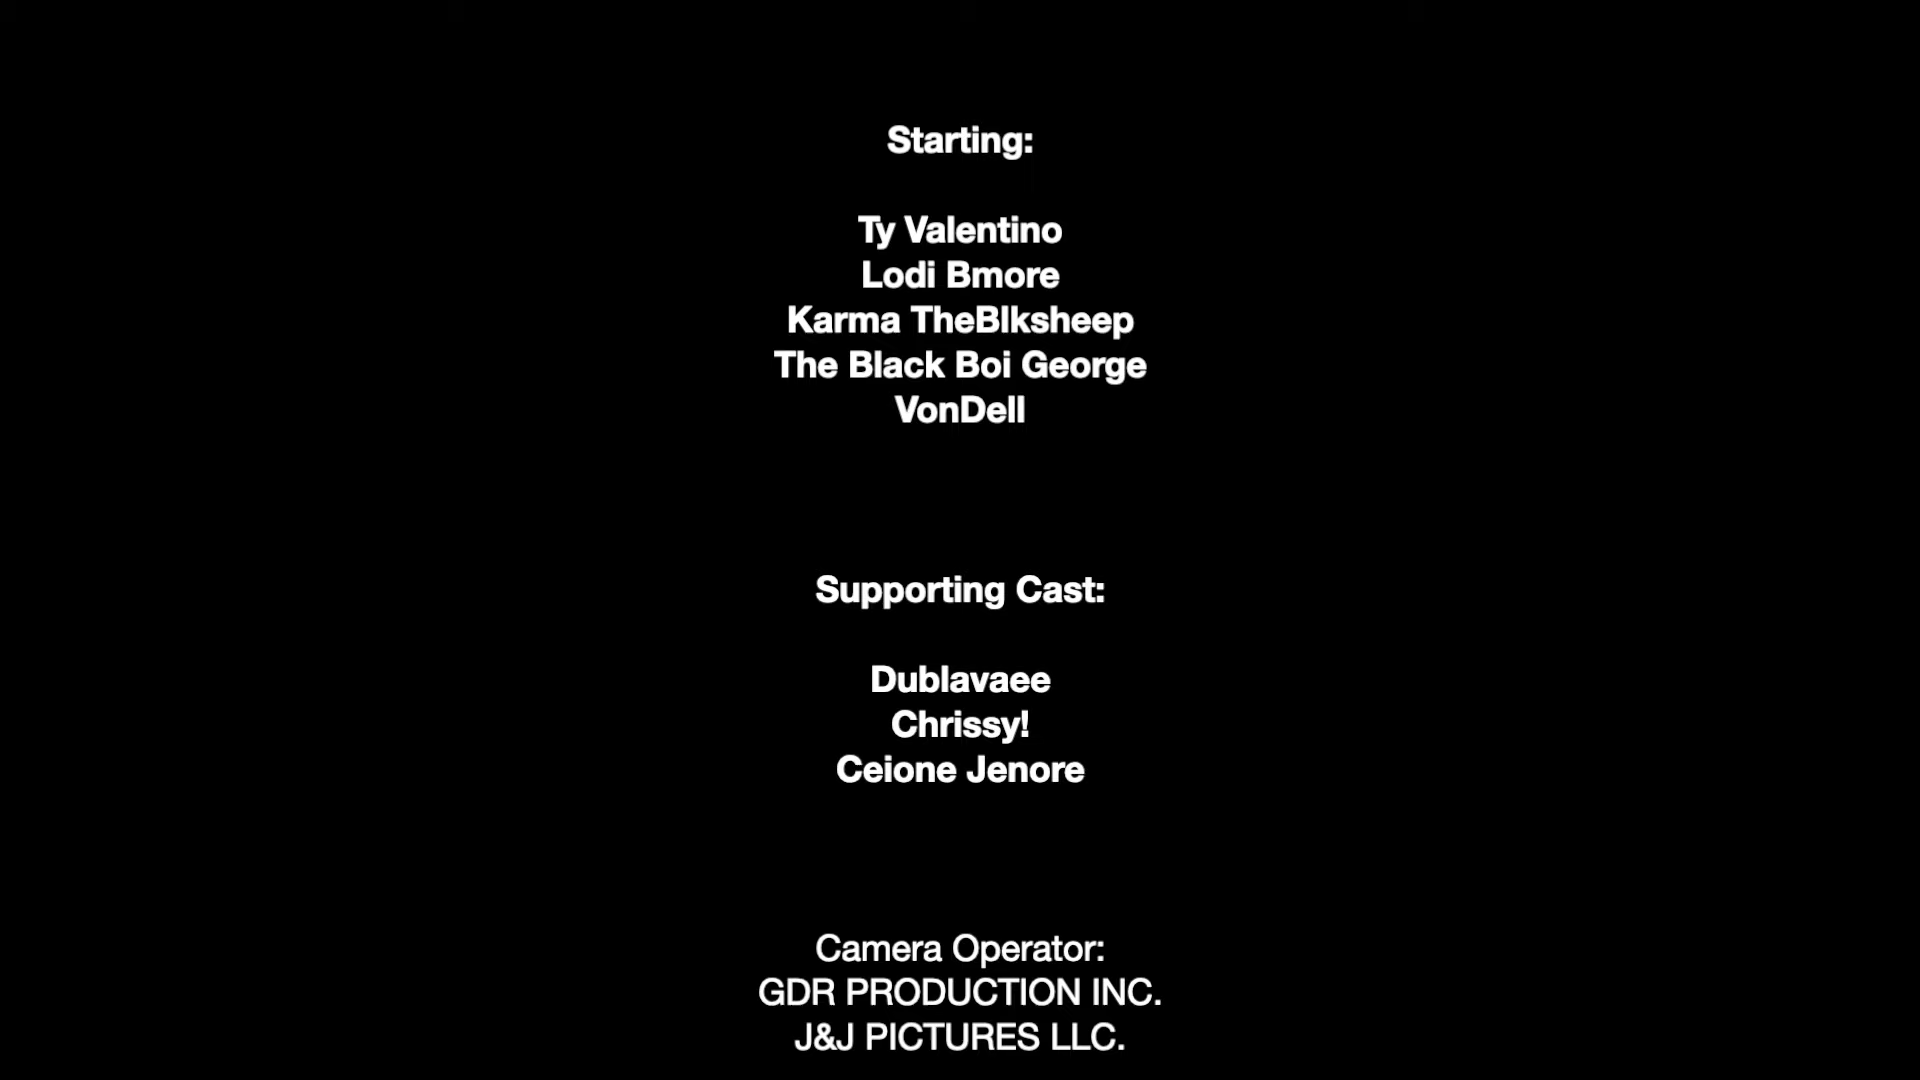 Starting:
Ty Valentino
Lodi Bmore
Karma TheBlksheep
The Black Boi George
VonDell
Supporting Cast:
Dublavaee
Chrissy!
Ceione Jenore
Camera Operator:
GDR PRODUCTION INC.
J&J PICTURES LLC.